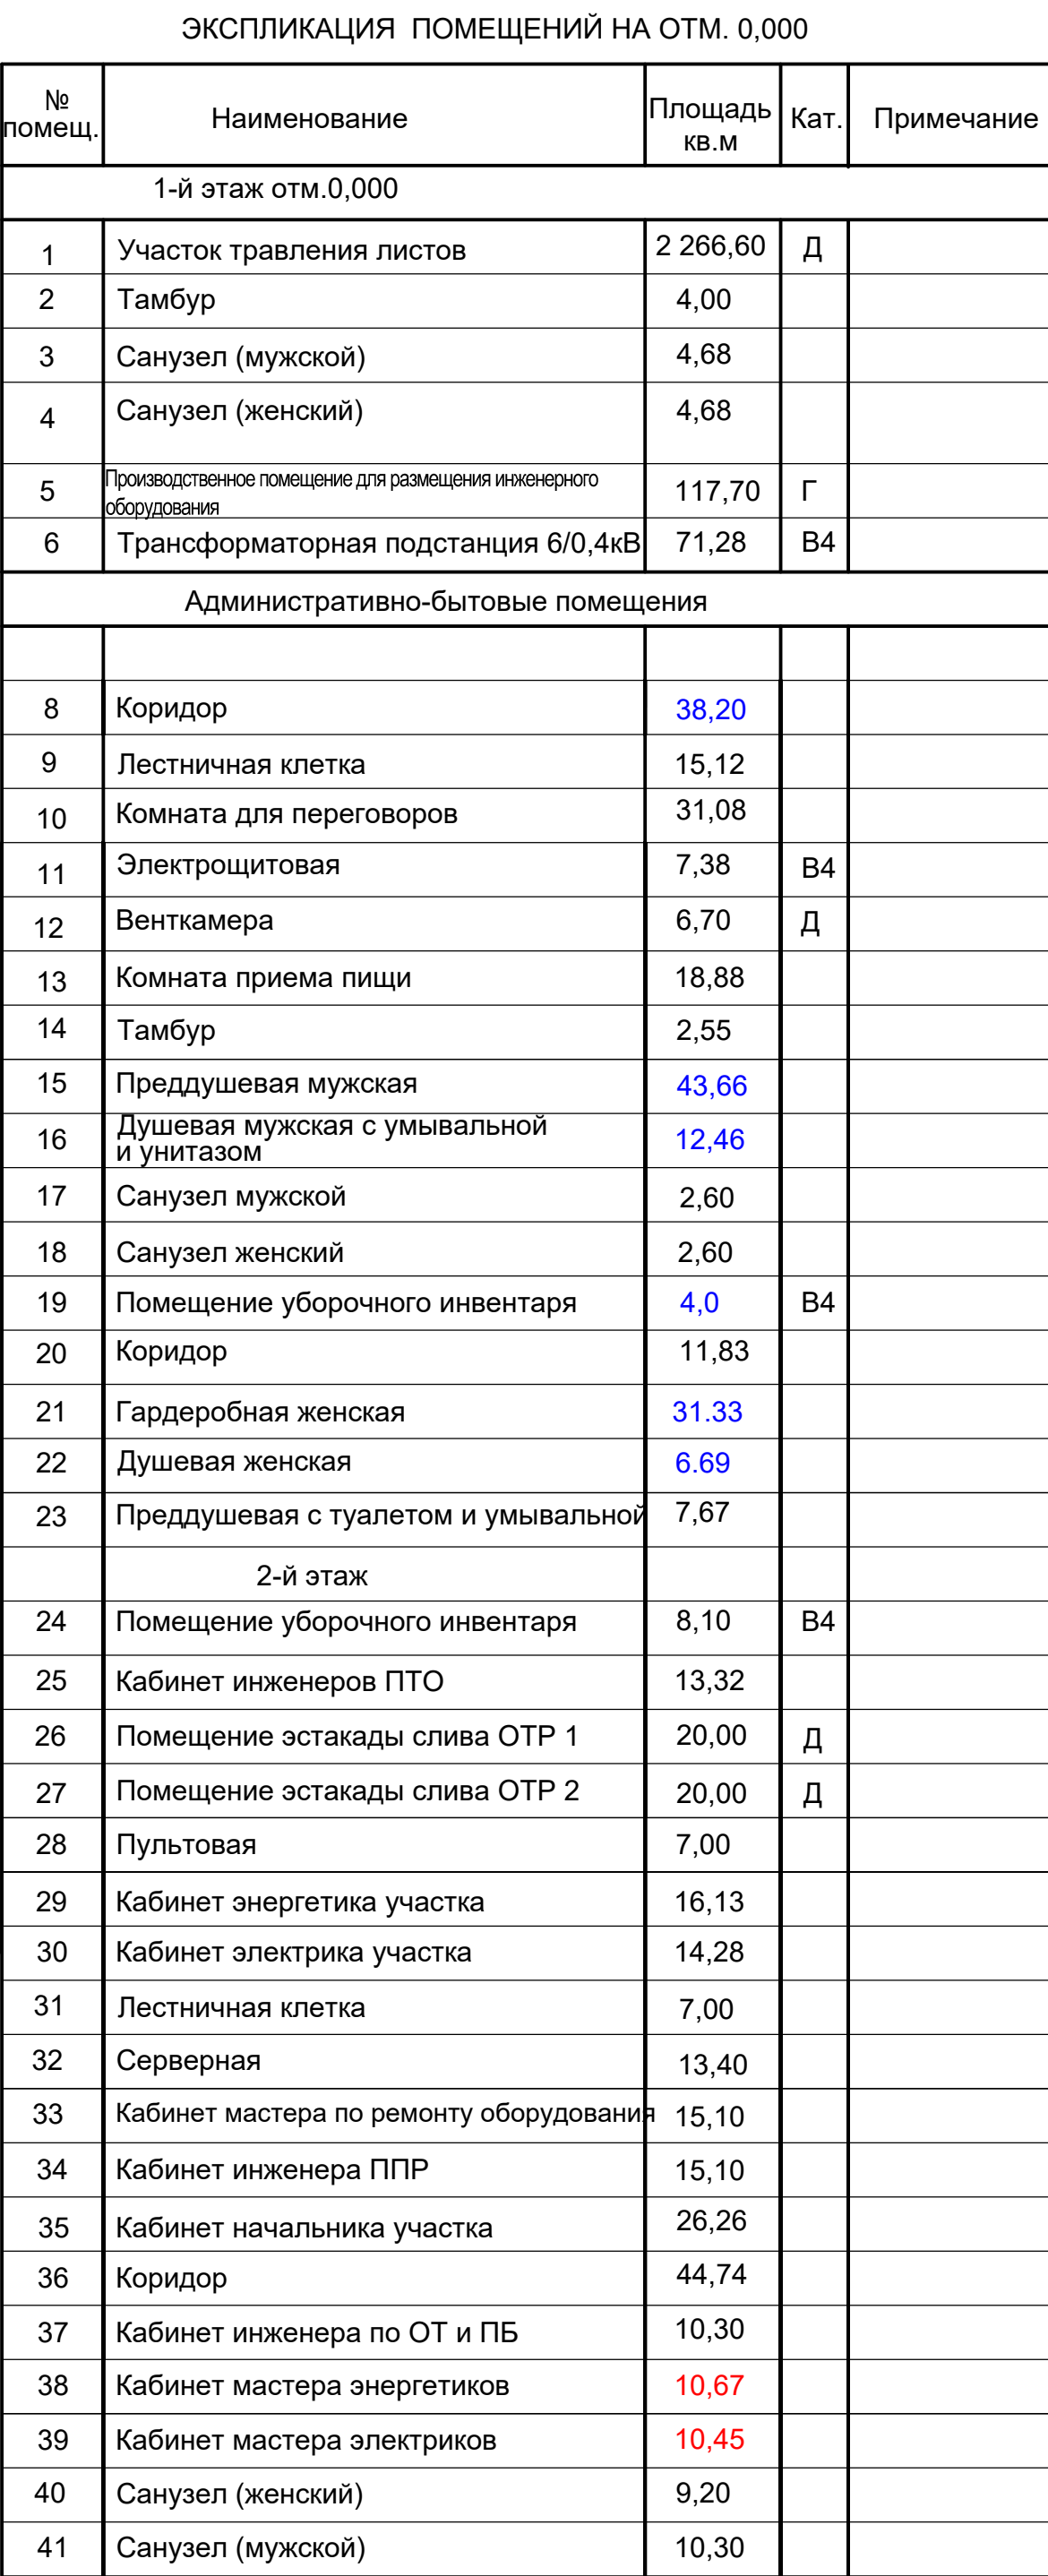 ЭКСПЛИКАЦИЯ ПОМЕЩЕНИЙ НА ОТМ. 0,000
№ помещ. Наименование Площадь кв.м Кат. Примечание
1-й этаж отм.0,000
1 Участок травления листов 2 266,60 Д
2 Тамбур 4,00
3 Санузел (мужской) 4,68
4 Санузел (женский) 4,68
5 Производственное помещение для размещения инженерного
оборудования 117,70 Г
6 Трансформаторная подстанция 6/0,4кВ 71,28 В4
Административно-бытовые помещения
8 Коридор 38,20
9 Лестничная клетка 15,12
10 Комната для переговоров 31,08
11 Электрощитовая 7,38 В4
12 Венткамера 6,70 Д
13 Комната приема пищи 18,88
14 Тамбур 2,55
15 Преддушевая мужская 43,66
16 Душевая мужская с умывальной
и унитазом 12,46
17 Санузел мужской 2,60
18 Санузел женский 2,60
19 Помещение уборочного инвентаря 4,0 В4
20 Коридор 11,83
21 Гардеробная женская 31.33
22 Душевая женская 6.69
23 Преддушевая с туалетом и умывальной 7,67
2-й этаж
24 Помещение уборочного инвентаря 8,10 В4
25 Кабинет инженеров ПТО 13,32
26 Помещение эстакады слива ОТР 1 20,00 Д
27 Помещение эстакады слива ОТР 2 20,00 Д
28 Пультовая 7,00
29 Кабинет энергетика участка 16,13
30 Кабинет электрика участка 14,28
31 Лестничная клетка 7,00
32 Серверная 13,40
33 Кабинет мастера по ремонту оборудования 15,10
34 Кабинет инженера ППР 15,10
35 Кабинет начальника участка 26,26
36 Коридор 44,74
37 Кабинет инженера по ОТ и ПБ 10,30
38 Кабинет мастера энергетиков 10,67
39 Кабинет мастера электриков 10,45
40 Санузел (женский) 9,20
41 Санузел (мужской) 10,30